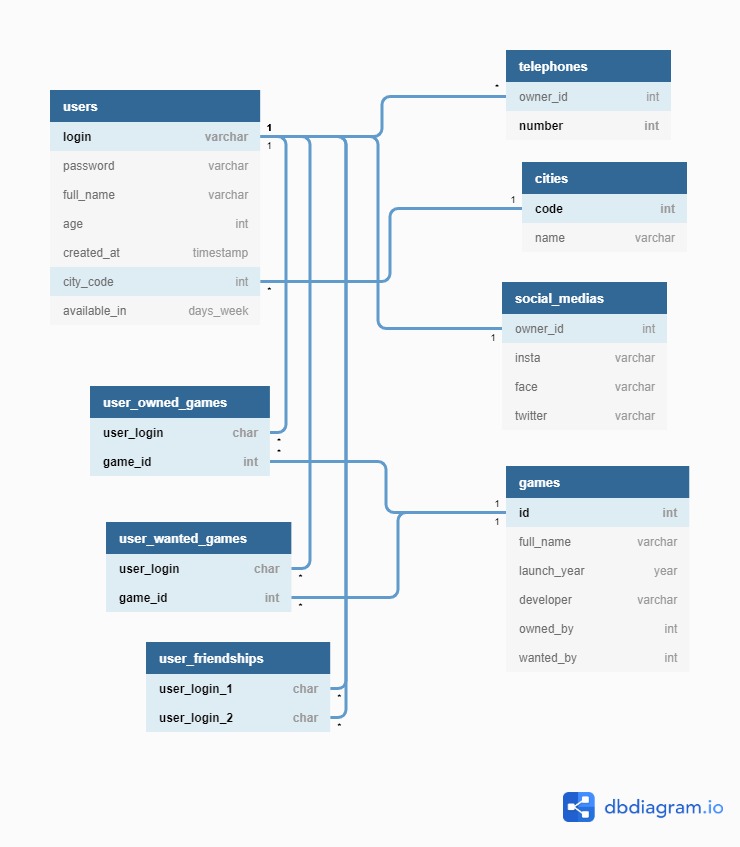 users
login varchar
password varchar
full_name varchar
age int
created_at timestamp
city_code int
available_in days_week
1
1
*
telephones
owner_id int
number int
*
cities
code int
name varchar
1
social_medias
owner_id int
insta varchar
face varchar
twitter varchar
1
user_owned_games
user_login char
game_id int
*
*
games
id int
full_name varchar
launch_year year
developer varchar
owned_by int
wanted_by int
1
1
user_wanted_games
user_login char
game_id int
*
*
user_friendships
user_login_1 char
user_login_2 char
*
*
dbdiagram.io